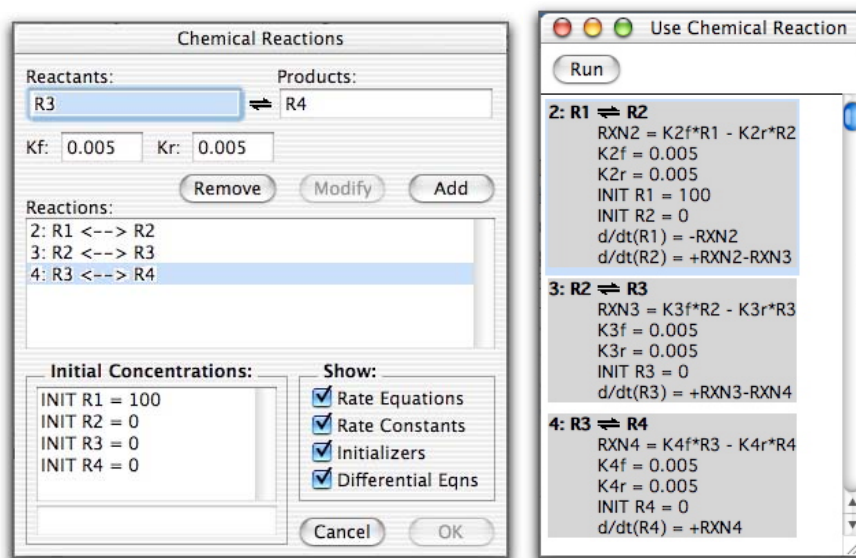 Chemical Reactions
Reactants:
Products:
R3 ⇌ R4
Kf: 0.005 Kr: 0.005
Remove Modify Add
Reactions:
2: R1 <--> R2
3: R2 <--> R3
4: R3 <--> R4
Initial Concentrations:
INIT R1 = 100
INIT R2 = 0
INIT R3 = 0
INIT R4 = 0
Show:
Rate Equations
Rate Constants
Initializers
Differential Eqns
Cancel OK
Use Chemical Reaction
Run
2: R1 ⇌ R2
RXN2 = K2f*R1 - K2r*R2
K2f = 0.005
K2r = 0.005
INIT R1 = 100
INIT R2 = 0
d/dt(R1) = -RXN2
d/dt(R2) = +RXN2-RXN3
3: R2 ⇌ R3
RXN3 = K3f*R2 - K3r*R3
K3f = 0.005
K3r = 0.005
INIT R3 = 0
d/dt(R3) = +RXN3-RXN4
4: R3 ⇌ R4
RXN4 = K4f*R3 - K4r*R4
K4f = 0.005
K4r = 0.005
INIT R4 = 0
d/dt(R4) = +RXN4